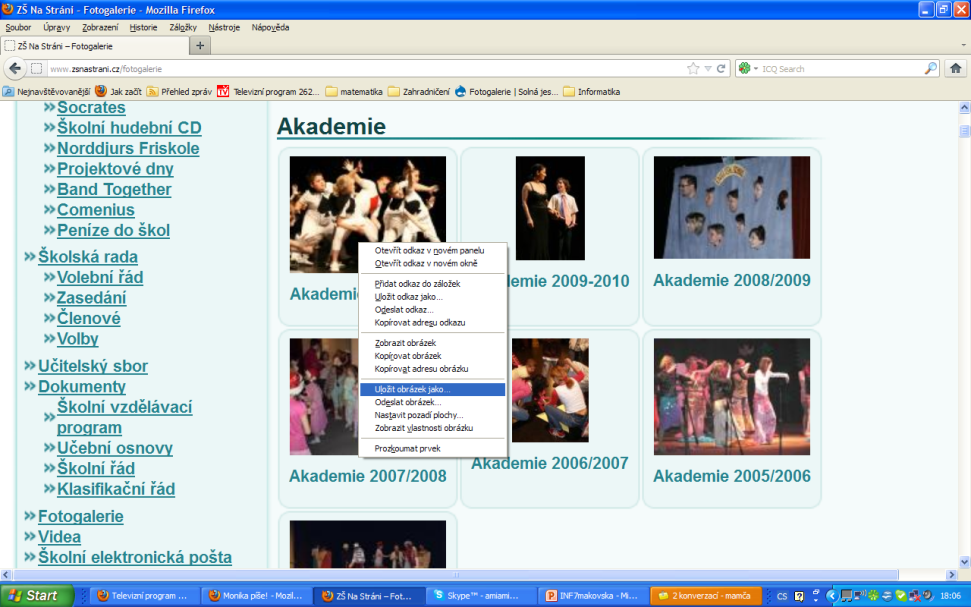 ZŠ Na Stráni - Fotogalerie - Mozilla Firefox
Soubor Úpravy Zobrazení Historie Záložky Nástroje Nápověda
ZŠ Na Stráni – Fotogalerie +
www.zsnastrani.cz/fotogalerie ICQ Search
Nejnavštěvovanější Jak začít Přehled zpráv TV Televizní program 262... matematika Zahradničení Fotogalerie | Solná jes... Informatika
Socrates
Školní hudební CD
Norddjurs Friskole
Projektové dny
Band Together
Comenius
Peníze do škol
Školská rada
Volební řád
Zasedání
Členové
Volby
Učitelský sbor
Dokumenty
Školní vzdělávací
program
Učební osnovy
Školní řád
Klasifikační řád
Fotogalerie
Videa
Školní elektronická pošta
Akademie
Akademi
demie 2009-2010
Akademie 2008/2009
Akademie 2007/2008
Akademie 2006/2007
Akademie 2005/2006
Otevřít odkaz v novém panelu
Otevřít odkaz v novém okně
Přidat odkaz do záložek
Uložit odkaz jako...
Odeslat odkaz...
Kopírovat adresu odkazu
Zobrazit obrázek
Kopírovat obrázek
Kopírovat adresu obrázku
Uložit obrázek jako...
Odeslat obrázek...
Nastavit pozadí plochy...
Zobrazit vlastnosti obrázku
Prozkoumat prvek
Start Televizní program ... Monika píše! - Mozil... ZŠ Na Stráni – Fot... Skype™ - amiami... INF7makovska - Mi... 2 konverzací - mamča CS 18:06